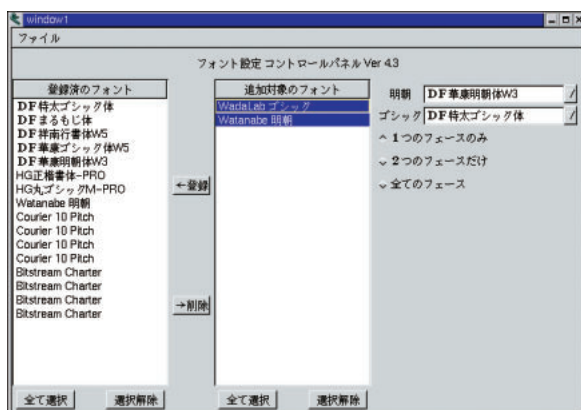 window1
ファイル
フォント設定 コントロールパネル Ver 4.3
登録済のフォント
DF特太ゴシック体
DFまるもじ体
DF祥南行書体W5
DF華康ゴシック体W5
DF華康明朝体W3
HG正楷書体-PRO
HG丸ゴシックM-PRO
Watanabe 明朝
Courier 10 Pitch
Courier 10 Pitch
Courier 10 Pitch
Courier 10 Pitch
Bitstream Charter
Bitstream Charter
Bitstream Charter
Bitstream Charter
全て選択
選択解除
←登録
→削除
追加対象のフォント
WadaLab ゴシック
Watanabe 明朝
全て選択
選択解除
明朝 DF華康明朝体W3
ゴシック DF特太ゴシック体
1つのフェースのみ
2つのフェースだけ
全てのフェース